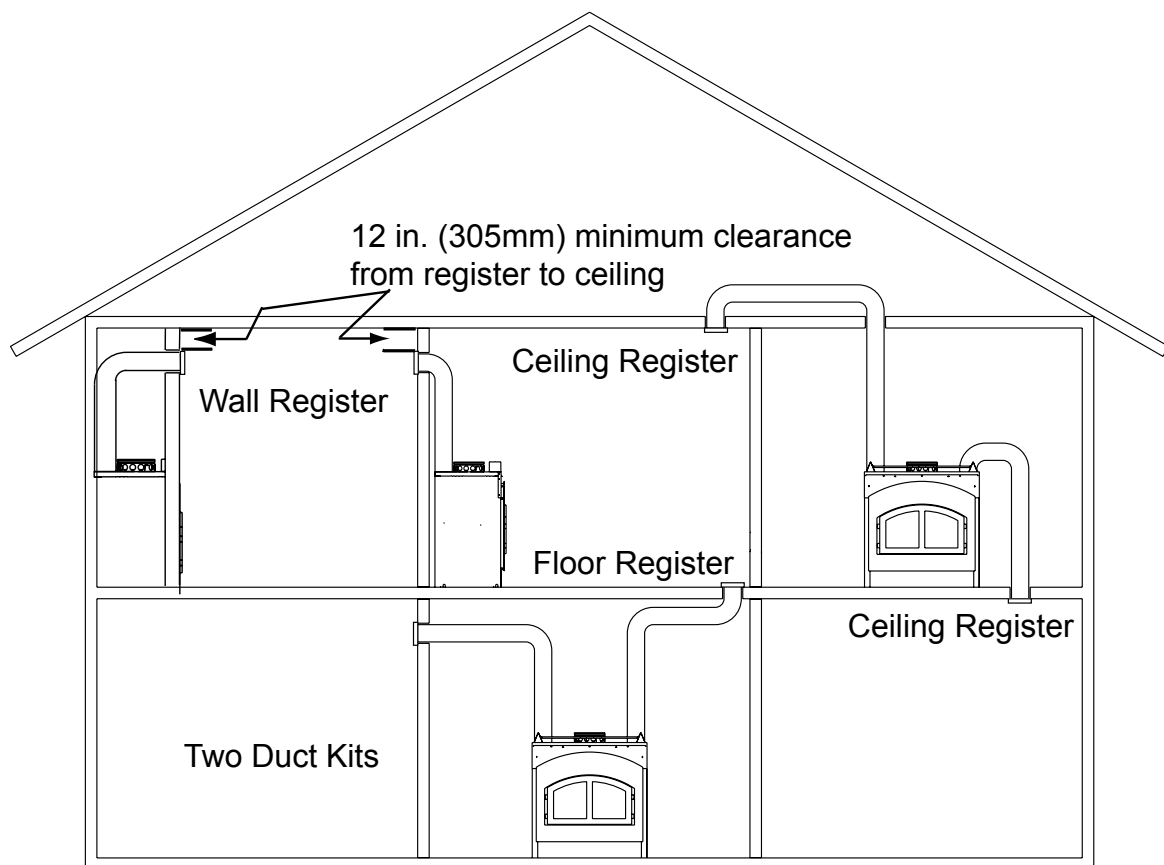 12 in. (305mm) minimum clearance
from register to ceiling
Ceiling Register
Wall Register
Floor Register
Ceiling Register
Two Duct Kits